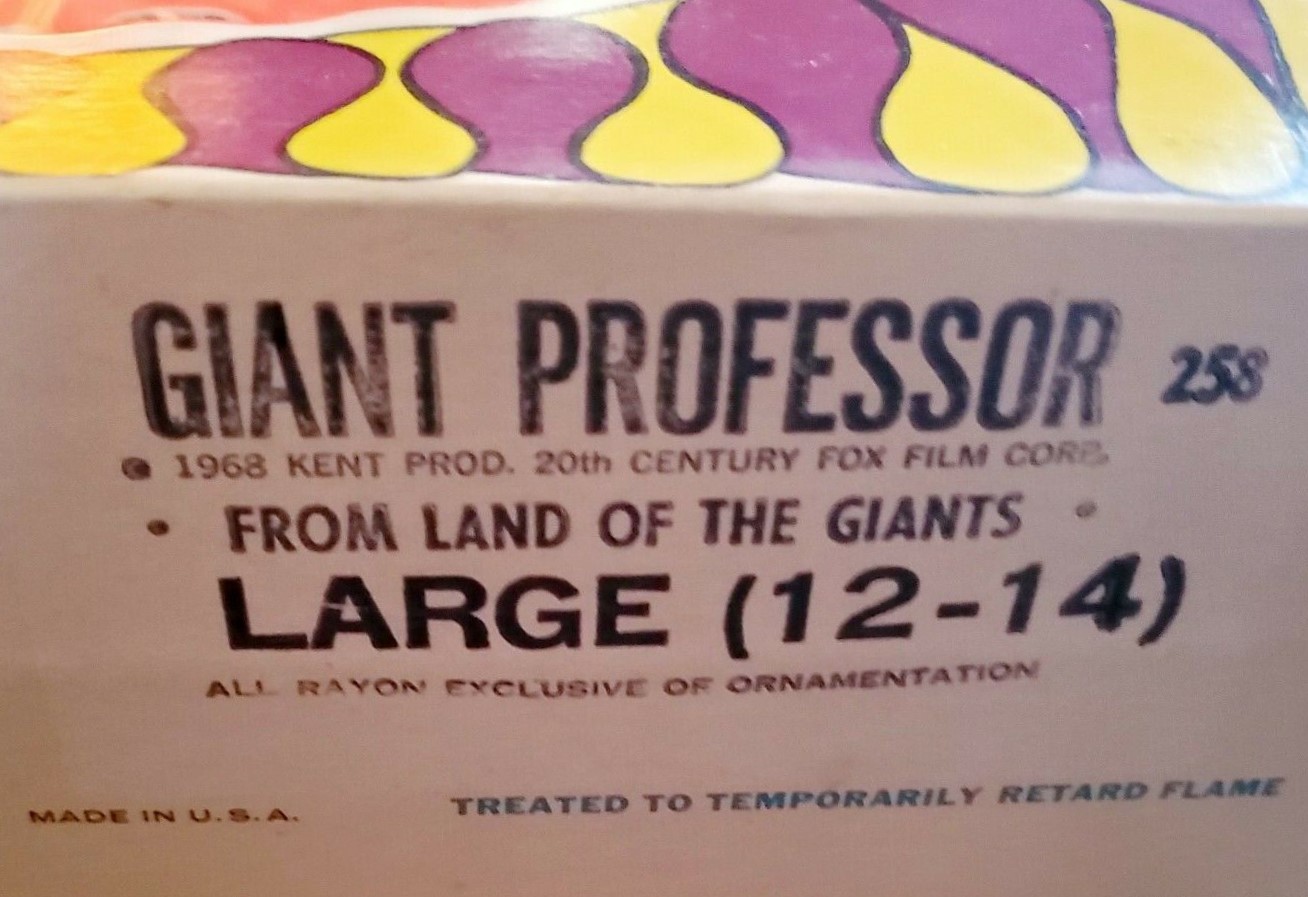 GIANT PROFESSOR 258
© 1968 KENT PROD. 20th CENTURY FOX FILM CORP.
• FROM LAND OF THE GIANTS •
LARGE (12-14)
ALL RAYON EXCLUSIVE OF ORNAMENTATION
MADE IN U.S.A. TREATED TO TEMPORARILY RETARD FLAME